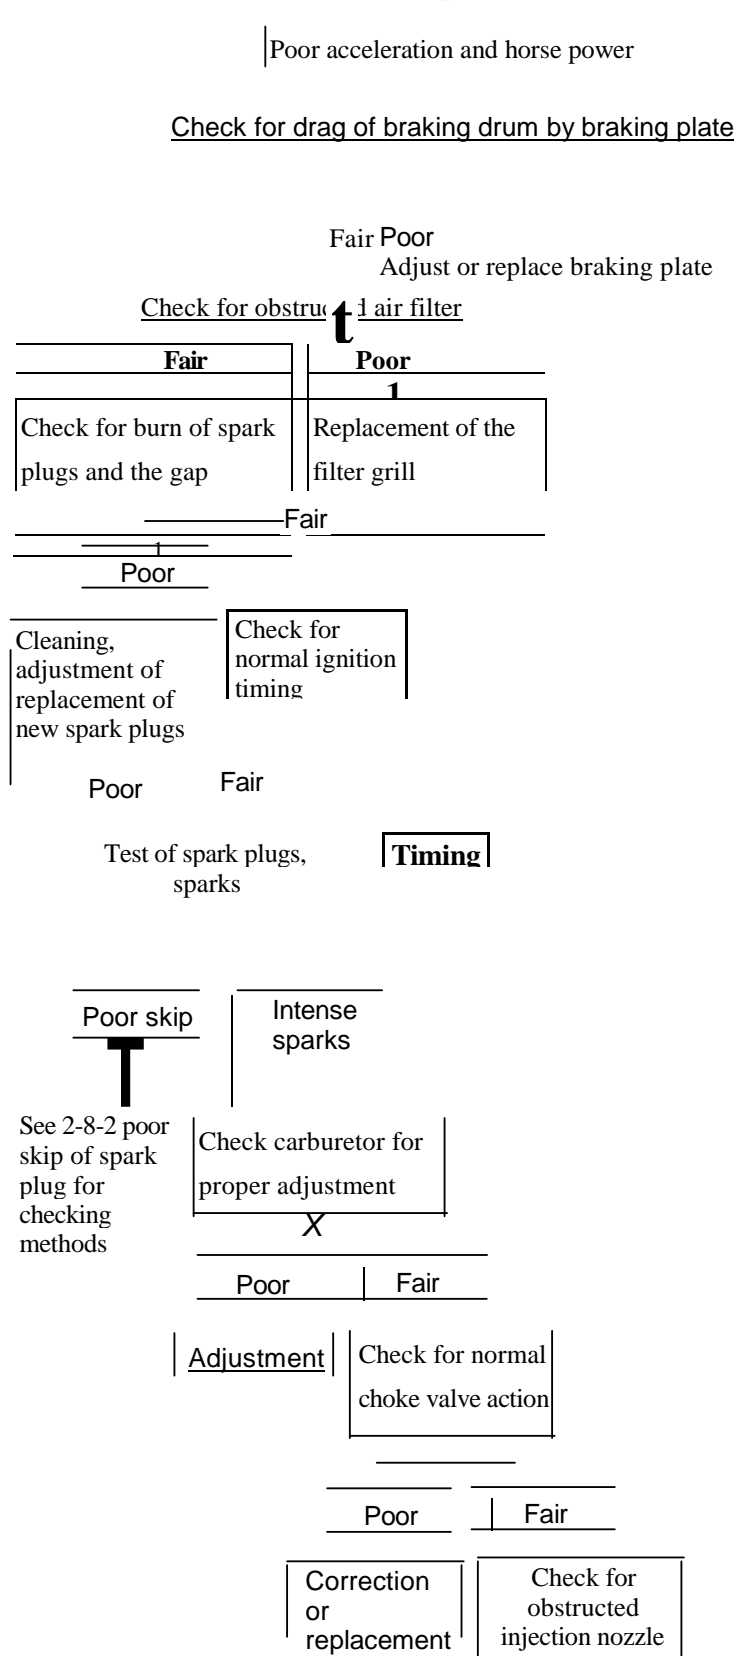 Poor acceleration and horse power
Check for drag of braking drum by braking plate
Fair Poor
Adjust or replace braking plate
Check for obstruc t d air filter
Fair Poor
1
Check for burn of spark
plugs and the gap
Replacement of the
filter grill
Fair
1
Poor
Cleaning,
adjustment of
replacement of
new spark plugs
Check for
normal ignition
timing
Poor Fair
Test of spark plugs,
sparks
Timing
Poor skip
Intense
sparks
See 2-8-2 poor
skip of spark
plug for
checking
methods
Check carburetor for
proper adjustment
X
Poor Fair
Adjustment
Check for normal
choke valve action
Poor Fair
Correction
or
replacement
Check for
obstructed
injection nozzle